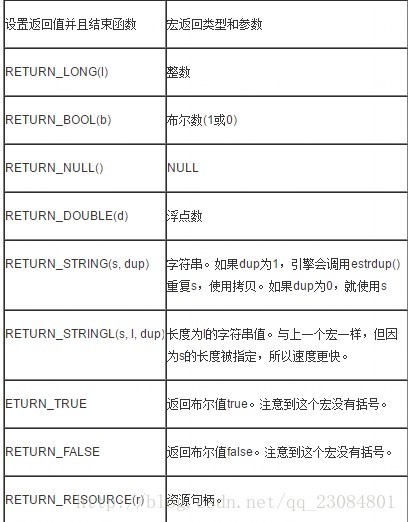 设置返回值并且结束函数 宏返回类型和参数
RETURN_LONG(l) 整数
RETURN_BOOL(b) 布尔数(1或0)
RETURN_NULL() NULL
RETURN_DOUBLE(d) 浮点数
RETURN_STRING(s, dup) 字符串。如果dup为1，引擎会调用estrdup()
重复s，使用拷贝。如果dup为0，就使用s
RETURN_STRINGL(s, l, dup) 长度为l的字符串值。与上一个宏一样，但因
为s的长度被指定，所以速度更快。
ETURN_TRUE 返回布尔值true。注意到这个宏没有括号。
RETURN_FALSE 返回布尔值false。注意到这个宏没有括号。
RETURN_RESOURCE(r) 资源句柄。
http://blog.csdn.net/qq_23084801